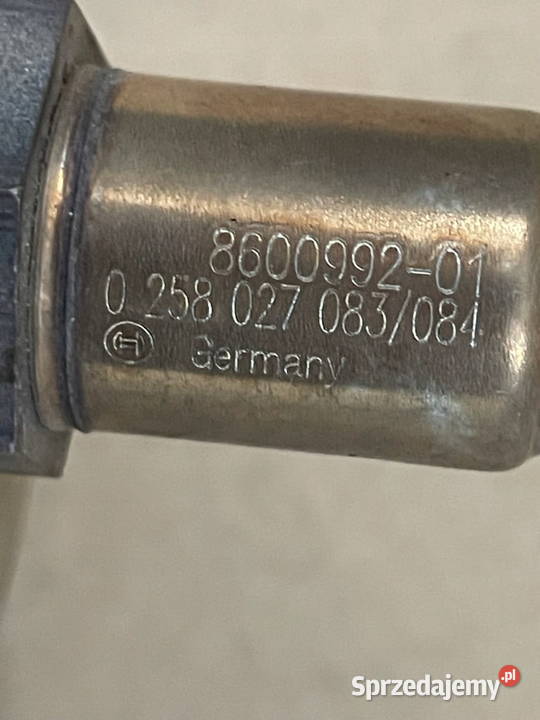 8600992-01
0 258 027 083/084
Germany
Sprzedajemy.pl